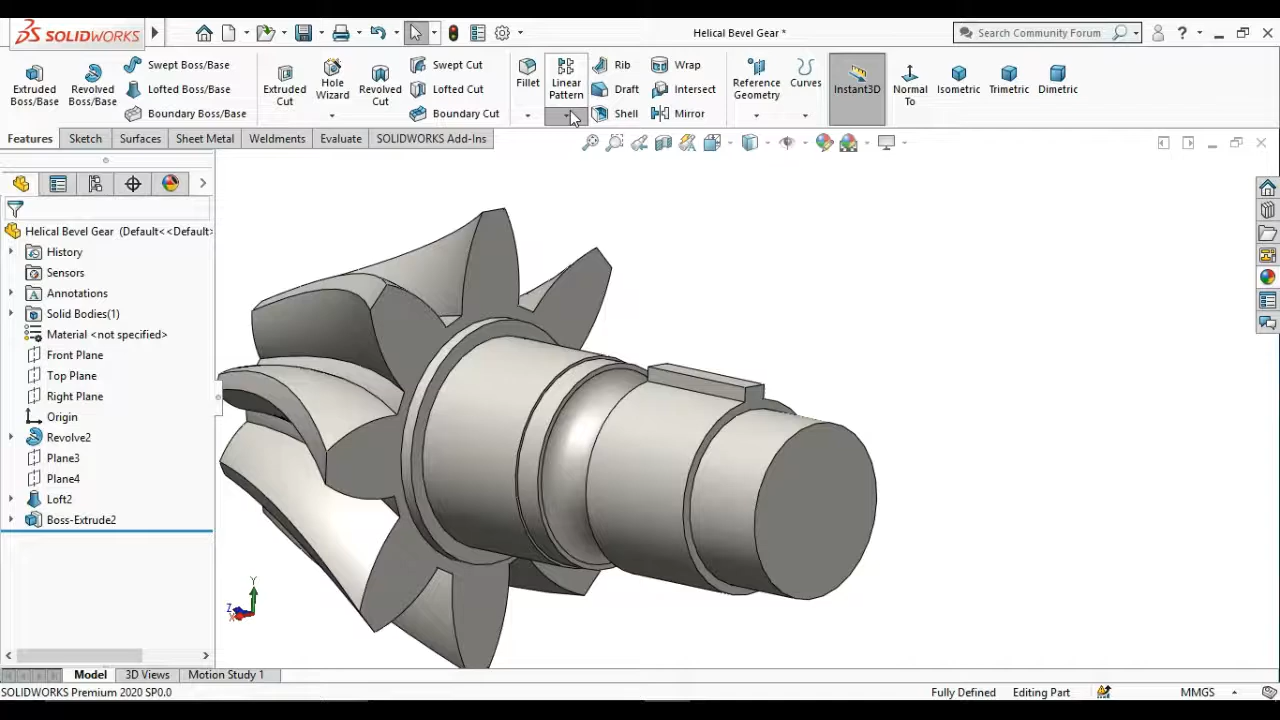 SOLIDWORKS
Helical Bevel Gear *
Search Community Forum
?
Extruded Boss/Base
Revolved Boss/Base
Swept Boss/Base
Lofted Boss/Base
Boundary Boss/Base
Extruded Cut
Hole Wizard
Revolved Cut
Swept Cut
Lofted Cut
Boundary Cut
Fillet
Linear Pattern
Rib
Draft
Shell
Wrap
Intersect
Mirror
Reference Geometry
Curves
Instant3D
Normal To
Isometric
Trimetric
Dimetric
Features
Sketch
Surfaces
Sheet Metal
Weldments
Evaluate
SOLIDWORKS Add-Ins
Helical Bevel Gear (Default<<Default>
History
Sensors
Annotations
Solid Bodies(1)
Material <not specified>
Front Plane
Top Plane
Right Plane
Origin
Revolve2
Plane3
Plane4
Loft2
Boss-Extrude2
Y
Z
X
Model
3D Views
Motion Study 1
SOLIDWORKS Premium 2020 SP0.0
Fully Defined
Editing Part
MMGS